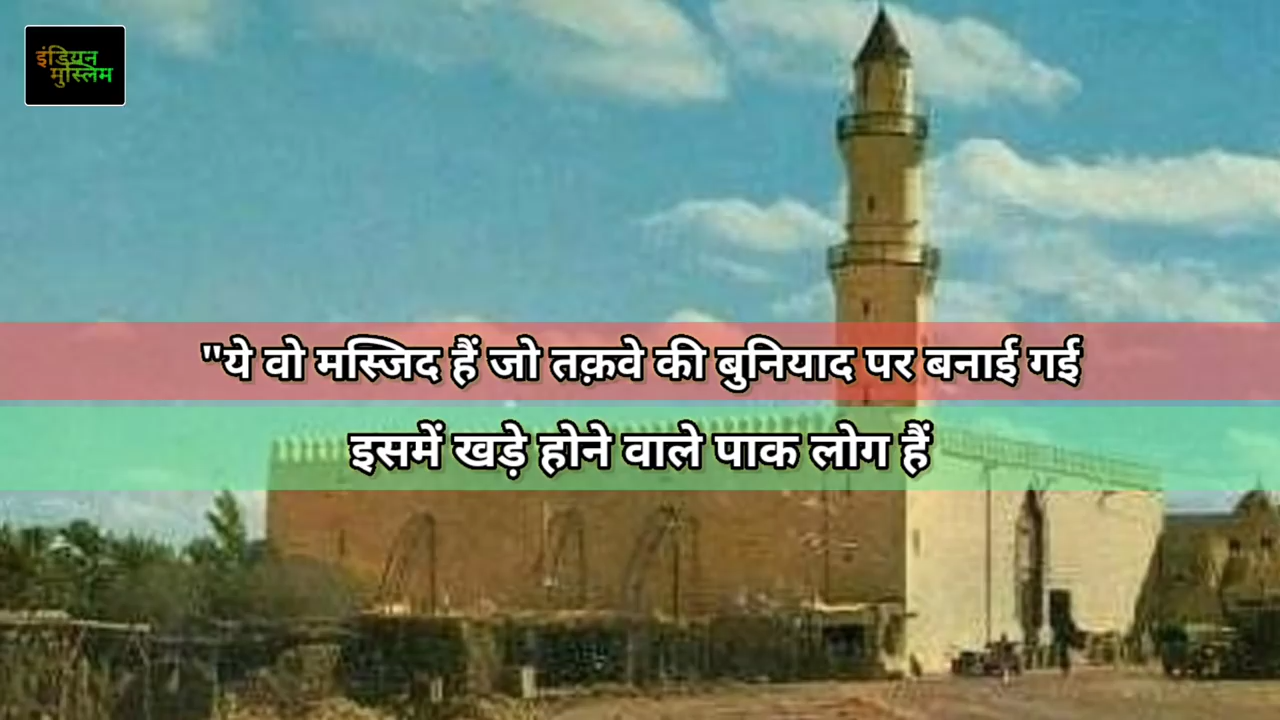 इंडियन
मुस्लिम
"ये वो मस्जिद हैं जो तक़वे की बुनियाद पर बनाई गई
इसमें खड़े होने वाले पाक लोग हैं